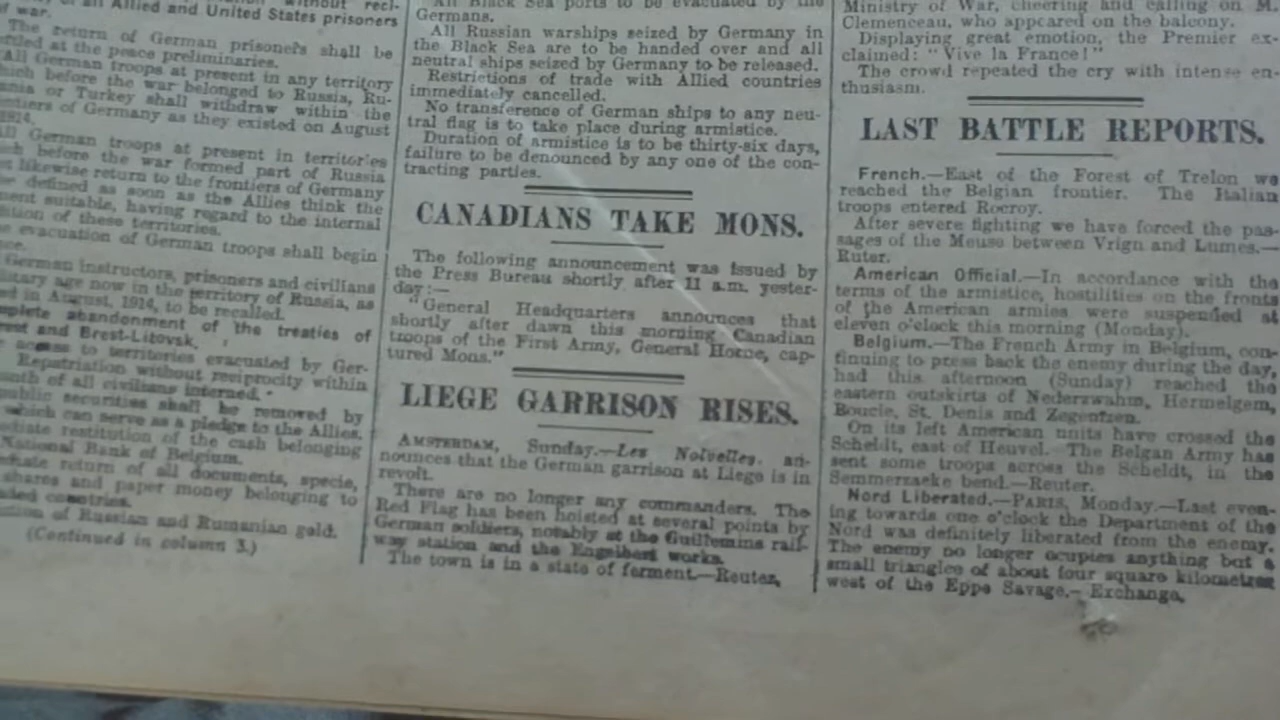 of all Allied and United States prisoners
of war.
The return of German prisoners shall be
at the peace preliminaries.
All German troops at present in any territory
which before the war belonged to Russia, Ru-
or Turkey shall withdraw within the
frontiers of Germany as they existed on August
1914.
All German troops at present in territories
before the war formed part of Russia
likewise return to the frontiers of Germany
defined as soon as the Allies think the
suitable, having regard to the internal
of these territories.
evacuation of German troops shall begin
German instructors, prisoners and civilians
age now in the territory of Russia, as
in August, 1914, to be recalled.
abandonment of the treaties of
and Brest-Litovsk.
access to territories evacuated by Ger-
Repatriation without reciprocity within
of all civilians interned.
public securities shall be removed by
which can serve as a pledge to the Allies.
restitution of the cash belonging
National Bank of Belgium.
return of all documents, specie,
shares and paper money belonging to
countries.
of Russian and Rumanian gold.
(Continued in column 3.)
All Black Sea ports to be evacuated by the
Germans.
All Russian warships seized by Germany in
the Black Sea are to be handed over and all
neutral ships seized by Germany to be released.
Restrictions of trade with Allied countries
immediately cancelled.
No transference of German ships to any neu-
tral flag is to take place during armistice.
Duration of armistice is to be thirty-six days,
failure to be denounced by any one of the con-
tracting parties.
CANADIANS TAKE MONS.
The following announcement was issued by
the Press Bureau shortly after 11 a.m. yester-
day:—
"General Headquarters announces that
shortly after dawn this morning Canadian
troops of the First Army, General Horne, cap-
tured Mons."
LIEGE GARRISON RISES.
AMSTERDAM, Sunday.—Les Notvelles an-
nounces that the German garrison at Liege is in
revolt.
There are no longer any commanders. The
Red Flag has been hoisted at several points by
German soldiers, notably at the Guillemins rail-
way station and the Engelbert works.
The town is in a state of ferment.—Reuter.
Ministry of War, cheering and calling on M.
Clemenceau, who appeared on the balcony.
Displaying great emotion, the Premier ex-
claimed: "Vive la France!"
The crowd repeated the cry with intense en-
thusiasm.
LAST BATTLE REPORTS.
French.—East of the Forest of Trelon we
reached the Belgian frontier. The Italian
troops entered Rocroy.
After severe fighting we have forced the pas-
sages of the Meuse between Vrign and Lumes.—
Ruter.
American Official.—In accordance with the
terms of the armistice, hostilities on the fronts
of the American armies were suspended at
eleven o'clock this morning (Monday).
Belgium.—The French Army in Belgium, con-
tinuing to press back the enemy during the day,
had this afternoon (Sunday) reached the
eastern outskirts of Nederzwahm, Hermelgem,
Boucle, St. Denis and Zegentzen.
On its left American units have crossed the
Scheldt, east of Heuvel. The Belgan Army has
sent some troops across the Scheldt, in the
Semmerzaeke bend.—Reuter.
Nord Liberated.—PARIS, Monday.—Last even-
ing towards one o'clock the Department of the
Nord was definitely liberated from the enemy.
The enemy no longer ocupies anything but a
small triangles of about four square kilometres
west of the Eppe Savage.—Exchange.